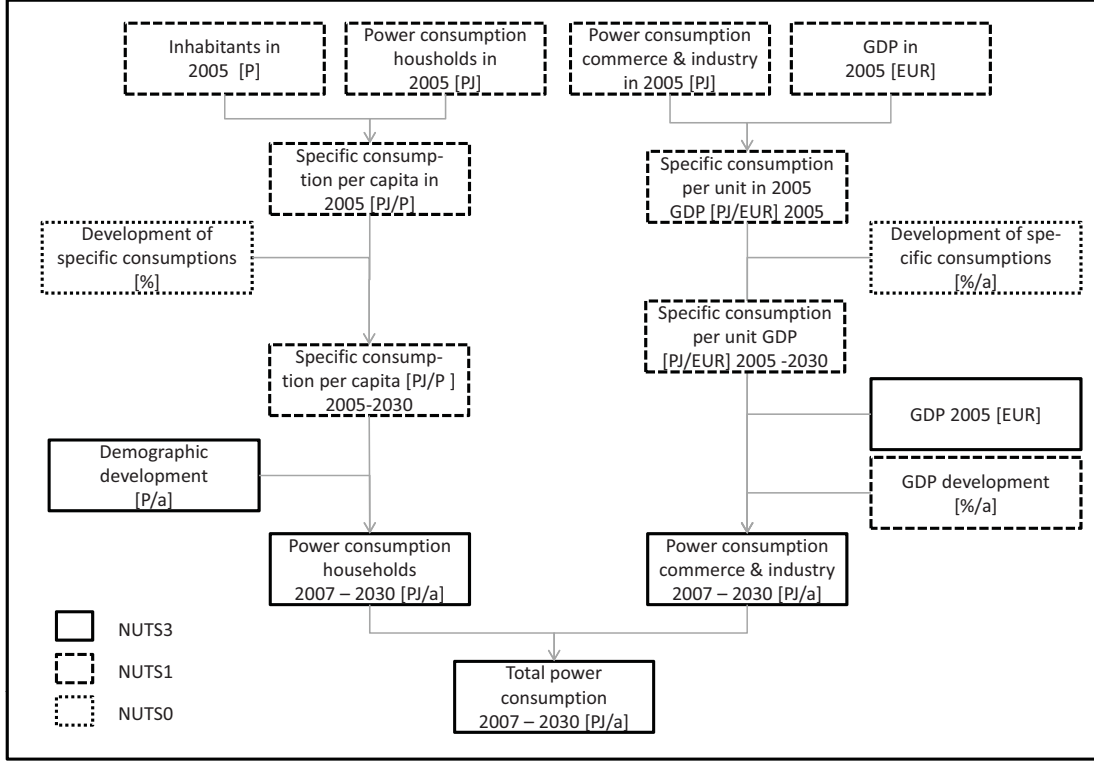 Inhabitants in
2005 [P]
Power consumption
housholds in
2005 [PJ]
Power consumption
commerce & industry
in 2005 [PJ]
GDP in
2005 [EUR]
Specific consump-
tion per capita in
2005 [PJ/P]
Specific consumption
per unit in 2005
GDP [PJ/EUR] 2005
Development of
specific consumptions
[%]
Development of spe-
cific consumptions
[%/a]
Specific consump-
tion per capita [PJ/P ]
2005-2030
Specific consumption
per unit GDP
[PJ/EUR] 2005 -2030
GDP 2005 [EUR]
Demographic
development
[P/a]
GDP development
[%/a]
Power consumption
households
2007 – 2030 [PJ/a]
Power consumption
commerce & industry
2007 – 2030 [PJ/a]
NUTS3
NUTS1
NUTS0
Total power
consumption
2007 – 2030 [PJ/a]